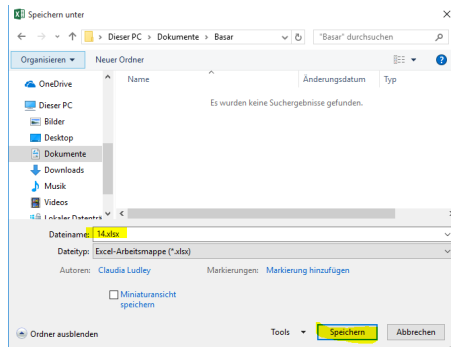 Speichern unter
Dieser PC > Dokumente > Basar
"Basar" durchsuchen
Organisieren
Neuer Ordner
Name
Änderungsdatum
Typ
OneDrive
Es wurden keine Suchergebnisse gefunden.
Dieser PC
Bilder
Desktop
Dokumente
Downloads
Musik
Videos
Lokaler Datenträ
Dateiname: 14.xlsx
Dateityp: Excel-Arbeitsmappe (*.xlsx)
Autoren: Claudia Ludley
Markierungen: Markierung hinzufügen
Miniaturansicht
speichern
Ordner ausblenden
Tools
Speichern
Abbrechen